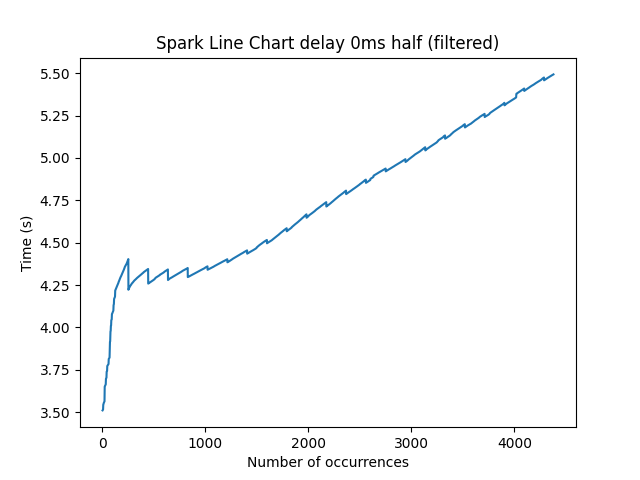 Spark Line Chart delay 0ms half (filtered)
5.50
5.25
5.00
4.75
4.50
4.25
4.00
3.75
3.50
Time (s)
0 1000 2000 3000 4000
Number of occurrences